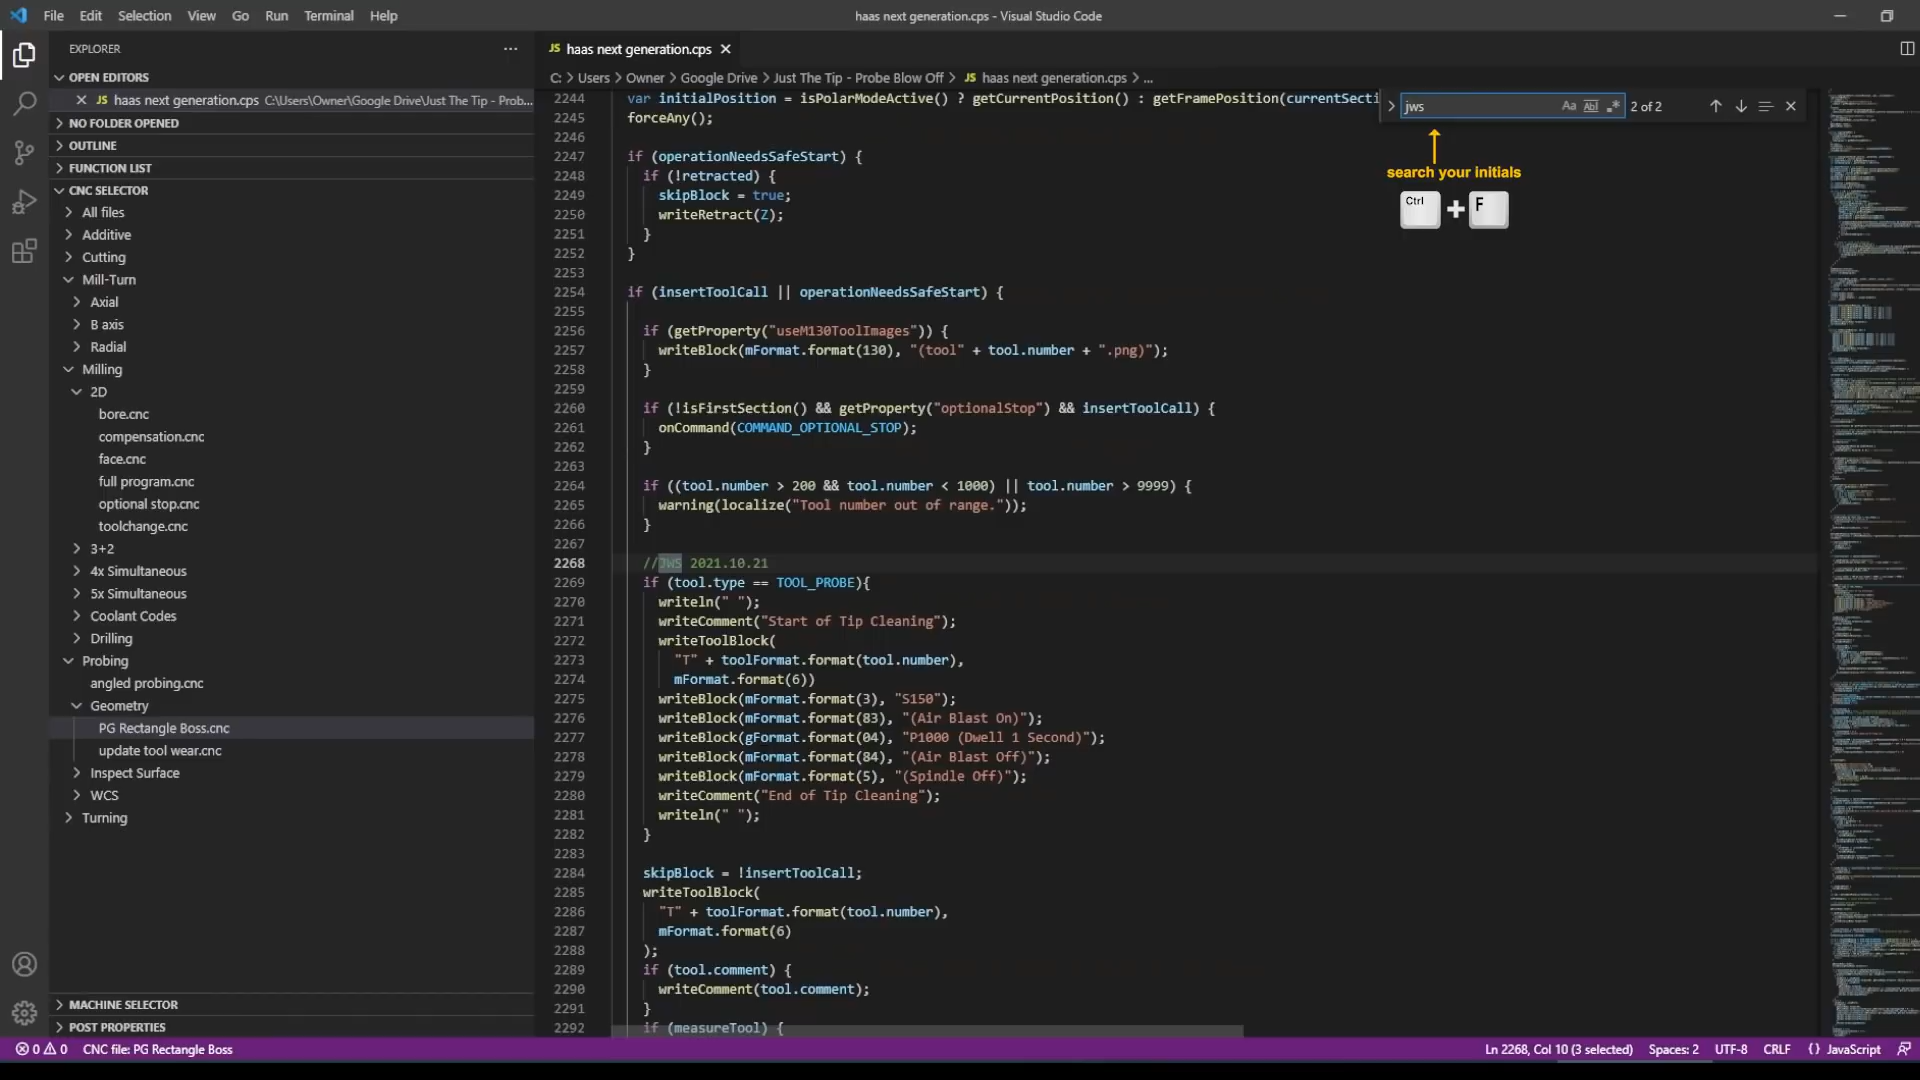 File Edit Selection View Go Run Terminal Help
haas next generation.cps - Visual Studio Code
EXPLORER
OPEN EDITORS
JS haas next generation.cps C:\Users\Owner\Google Drive\Just The Tip - Prob...
NO FOLDER OPENED
OUTLINE
FUNCTION LIST
CNC SELECTOR
All files
Additive
Cutting
Mill-Turn
Axial
B axis
Radial
Milling
2D
bore.cnc
compensation.cnc
face.cnc
full program.cnc
optional stop.cnc
toolchange.cnc
3+2
4x Simultaneous
5x Simultaneous
Coolant Codes
Drilling
Probing
angled probing.cnc
Geometry
PG Rectangle Boss.cnc
update tool wear.cnc
Inspect Surface
WCS
Turning
MACHINE SELECTOR
POST PROPERTIES
JS haas next generation.cps
C: > Users > Owner > Google Drive > Just The Tip - Probe Blow Off > JS haas next generation.cps > ...
jws Aa Abl .* 2 of 2
search your initials
Ctrl + F
2244 var initialPosition = isPolarModeActive() ? getCurrentPosition() : getFramePosition(currentSecti
2245 forceAny();
2246
2247 if (operationNeedsSafeStart) {
2248 if (!retracted) {
2249 skipBlock = true;
2250 writeRetract(Z);
2251 }
2252 }
2253
2254 if (insertToolCall || operationNeedsSafeStart) {
2255
2256 if (getProperty("useM130ToolImages")) {
2257 writeBlock(mFormat.format(130), "(tool" + tool.number + ".png)");
2258 }
2259
2260 if (!isFirstSection() && getProperty("optionalStop") && insertToolCall) {
2261 onCommand(COMMAND_OPTIONAL_STOP);
2262 }
2263
2264 if ((tool.number > 200 && tool.number < 1000) || tool.number > 9999) {
2265 warning(localize("Tool number out of range."));
2266 }
2267
2268 //JWS 2021.10.21
2269 if (tool.type == TOOL_PROBE){
2270 writeln(" ");
2271 writeComment("Start of Tip Cleaning");
2272 writeToolBlock(
2273 "T" + toolFormat.format(tool.number),
2274 mFormat.format(6))
2275 writeBlock(mFormat.format(3), "S150");
2276 writeBlock(mFormat.format(83), "(Air Blast On)");
2277 writeBlock(gFormat.format(04), "P1000 (Dwell 1 Second)");
2278 writeBlock(mFormat.format(84), "(Air Blast Off)");
2279 writeBlock(mFormat.format(5), "(Spindle Off)");
2280 writeComment("End of Tip Cleaning");
2281 writeln(" ");
2282 }
2283
2284 skipBlock = !insertToolCall;
2285 writeToolBlock(
2286 "T" + toolFormat.format(tool.number),
2287 mFormat.format(6)
2288 );
2289 if (tool.comment) {
2290 writeComment(tool.comment);
2291 }
2292 if (measureTool) {
0 0 CNC file: PG Rectangle Boss
Ln 2268, Col 10 (3 selected) Spaces: 2 UTF-8 CRLF {} JavaScript